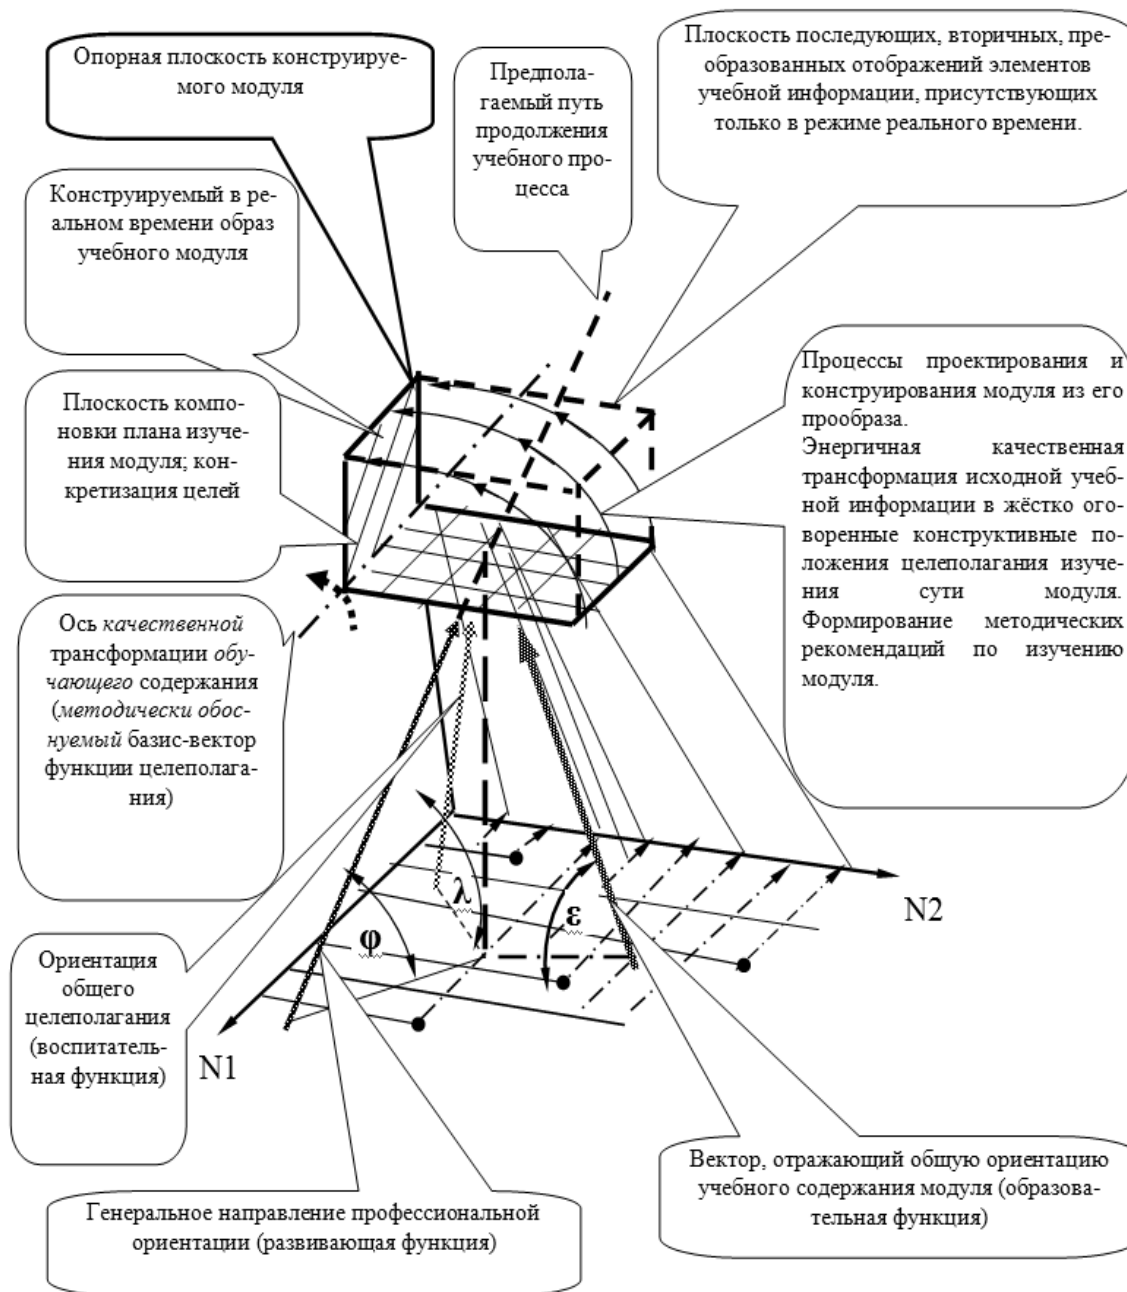 Опорная плоскость конструируе-
мого модуля
Предпола-
гаемый путь
продолжения
учебного про-
цесса
Плоскость последующих, вторичных, пре-
образованных отображений элементов
учебной информации, присутствующих
только в режиме реального времени.
Конструируемый в ре-
альном времени образ
учебного модуля
Плоскость компо-
новки плана изуче-
ния модуля; кон-
кретизация целей
Процессы проектирования и
конструирования модуля из его
прообраза.
Энергичная качественная
трансформация исходной учеб-
ной информации в жёстко ого-
воренные конструктивные по-
ложения целеполагания изуче-
ния сути модуля.
Формирование методических
рекомендаций по изучению
модуля.
Ось качественной
трансформации обу-
чающего содержания
(методически обос-
нуемый базис-вектор
функции целеполага-
ния)
λ
ε
φ
N2
N1
Ориентация
общего
целеполагания
(воспитатель-
ная функция)
Генеральное направление профессиональной
ориентации (развивающая функция)
Вектор, отражающий общую ориентацию
учебного содержания модуля (образова-
тельная функция)